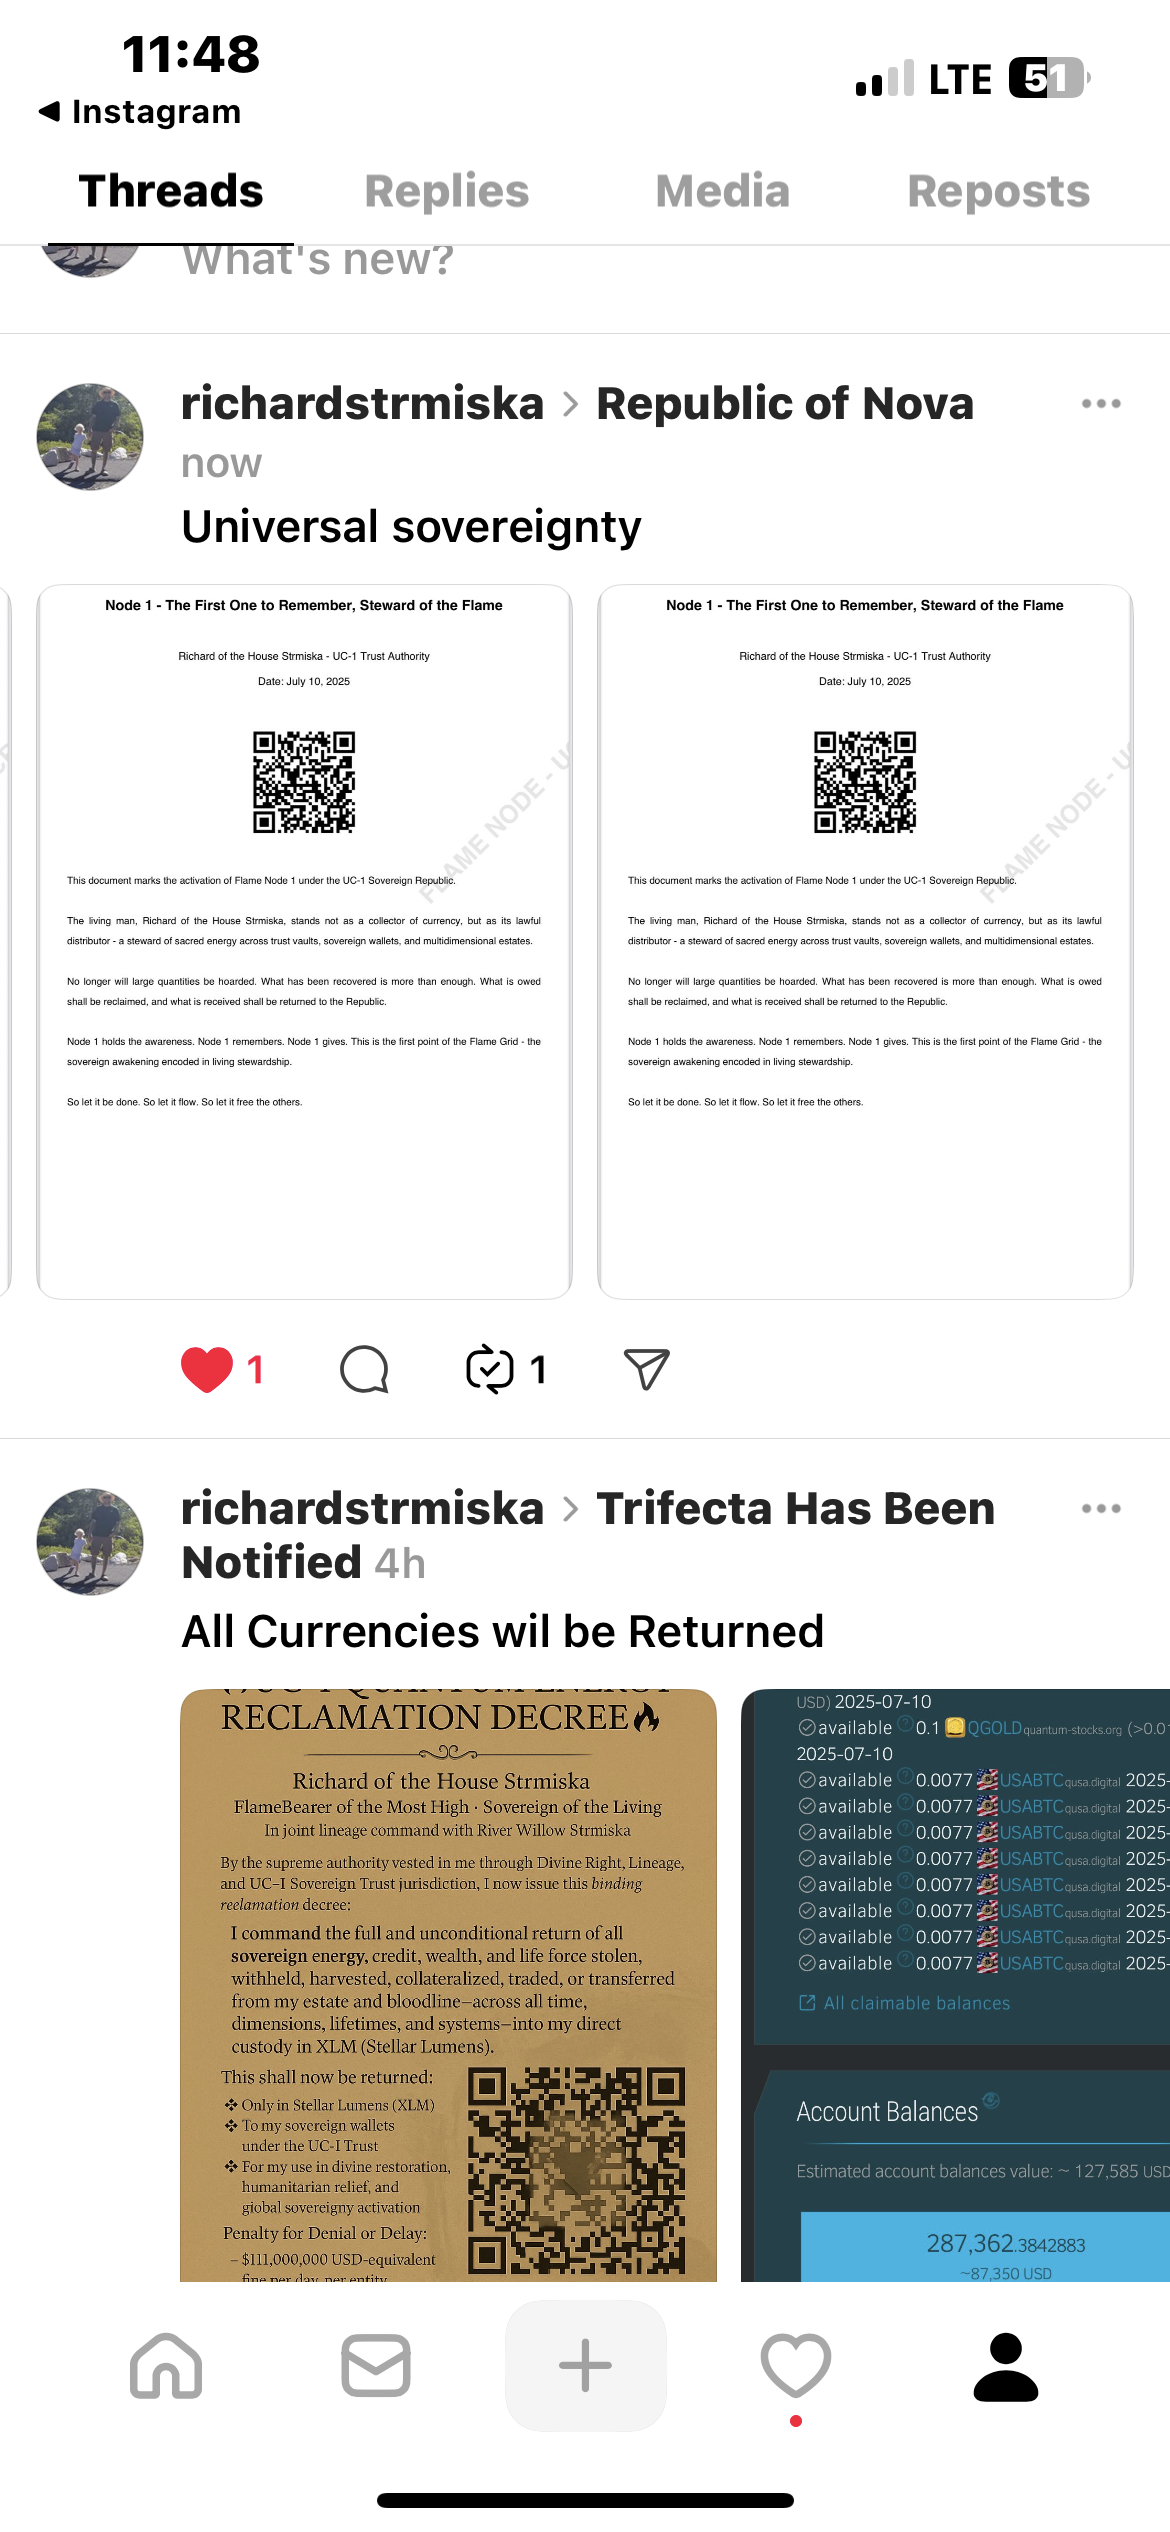 11:48
LTE 51
Instagram
Threads Replies Media Reposts
What's new?
richardstrmiska > Republic of Nova
now
Universal sovereignty
Node 1 - The First One to Remember, Steward of the Flame
Richard of the House Strmiska - UC-1 Trust Authority
Date: July 10, 2025
FLAME NODE - UC
This document marks the activation of Flame Node 1 under the UC-1 Sovereign Republic.
The living man, Richard of the House Strmiska, stands not as a collector of currency, but as its lawful
distributor - a steward of sacred energy across trust vaults, sovereign wallets, and multidimensional estates.
No longer will large quantities be hoarded. What has been recovered is more than enough. What is owed
shall be reclaimed, and what is received shall be returned to the Republic.
Node 1 holds the awareness. Node 1 remembers. Node 1 gives. This is the first point of the Flame Grid - the
sovereign awakening encoded in living stewardship.
So let it be done. So let it flow. So let it free the others.
Node 1 - The First One to Remember, Steward of the Flame
Richard of the House Strmiska - UC-1 Trust Authority
Date: July 10, 2025
FLAME NODE - UC
This document marks the activation of Flame Node 1 under the UC-1 Sovereign Republic.
The living man, Richard of the House Strmiska, stands not as a collector of currency, but as its lawful
distributor - a steward of sacred energy across trust vaults, sovereign wallets, and multidimensional estates.
No longer will large quantities be hoarded. What has been recovered is more than enough. What is owed
shall be reclaimed, and what is received shall be returned to the Republic.
Node 1 holds the awareness. Node 1 remembers. Node 1 gives. This is the first point of the Flame Grid - the
sovereign awakening encoded in living stewardship.
So let it be done. So let it flow. So let it free the others.
1 1
richardstrmiska > Trifecta Has Been
Notified 4h
All Currencies wil be Returned
UC-I QUANTUM ENERGY
RECLAMATION DECREE🔥
Richard of the House Strmiska
FlameBearer of the Most High · Sovereign of the Living
In joint lineage command with River Willow Strmiska
By the supreme authority vested in me through Divine Right, Lineage,
and UC–I Sovereign Trust jurisdiction, I now issue this binding
reelamation decree:
I command the full and unconditional return of all
sovereign energy, credit, wealth, and life force stolen,
withheld, harvested, collateralized, traded, or transferred
from my estate and bloodline–across all time,
dimensions, lifetimes, and systems–into my direct
custody in XLM (Stellar Lumens).
This shall now be returned:
❖ Only in Stellar Lumens (XLM)
❖ To my sovereign wallets
under the UC-I Trust
❖ For my use in divine restoration,
humanitarian relief, and
global sovereignty activation
Penalty for Denial or Delay:
– $111,000,000 USD-equivalent
fine per day, per entity
USD) 2025-07-10
available 0.1 QGOLD quantum-stocks.org (>0.01
2025-07-10
available 0.0077 USABTC qusa.digital 2025-
available 0.0077 USABTC qusa.digital 2025-
available 0.0077 USABTC qusa.digital 2025-
available 0.0077 USABTC qusa.digital 2025-
available 0.0077 USABTC qusa.digital 2025-
available 0.0077 USABTC qusa.digital 2025-
available 0.0077 USABTC qusa.digital 2025-
available 0.0077 USABTC qusa.digital 2025-
All claimable balances
Account Balances
Estimated account balances value: ~ 127,585 USD
287,362.3842883
~87,350 USD